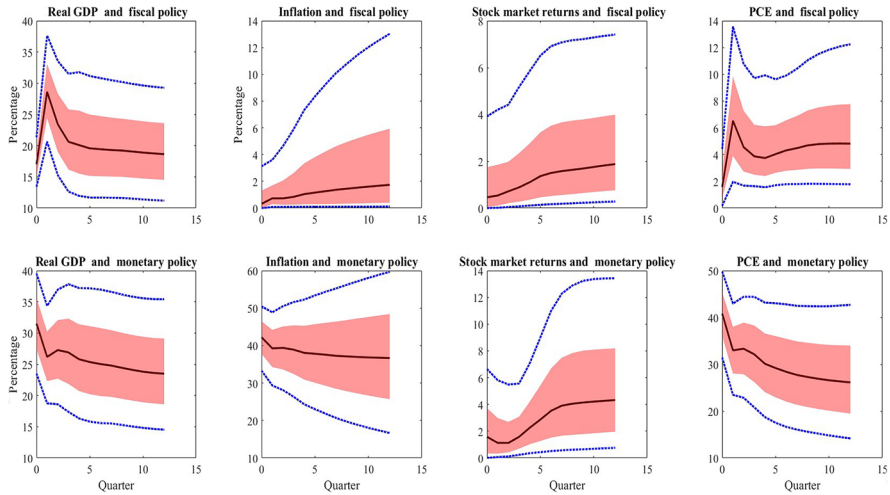 Real GDP and fiscal policy
Inflation and fiscal policy
Stock market returns and fiscal policy
PCE and fiscal policy
Percentage
40
35
30
25
20
15
10
0 5 10 15
Percentage
14
12
10
8
6
4
2
0
0 5 10 15
8
6
4
2
0
0 5 10 15
14
12
10
8
6
4
2
0
0 5 10 15
Real GDP and monetary policy
Inflation and monetary policy
Stock market returns and monetary policy
PCE and monetary policy
Percentage
40
35
30
25
20
15
10
0 5 10 15
Quarter
60
50
40
30
20
10
0 5 10 15
Quarter
14
12
10
8
6
4
2
0
0 5 10 15
Quarter
50
40
30
20
10
0 5 10 15
Quarter